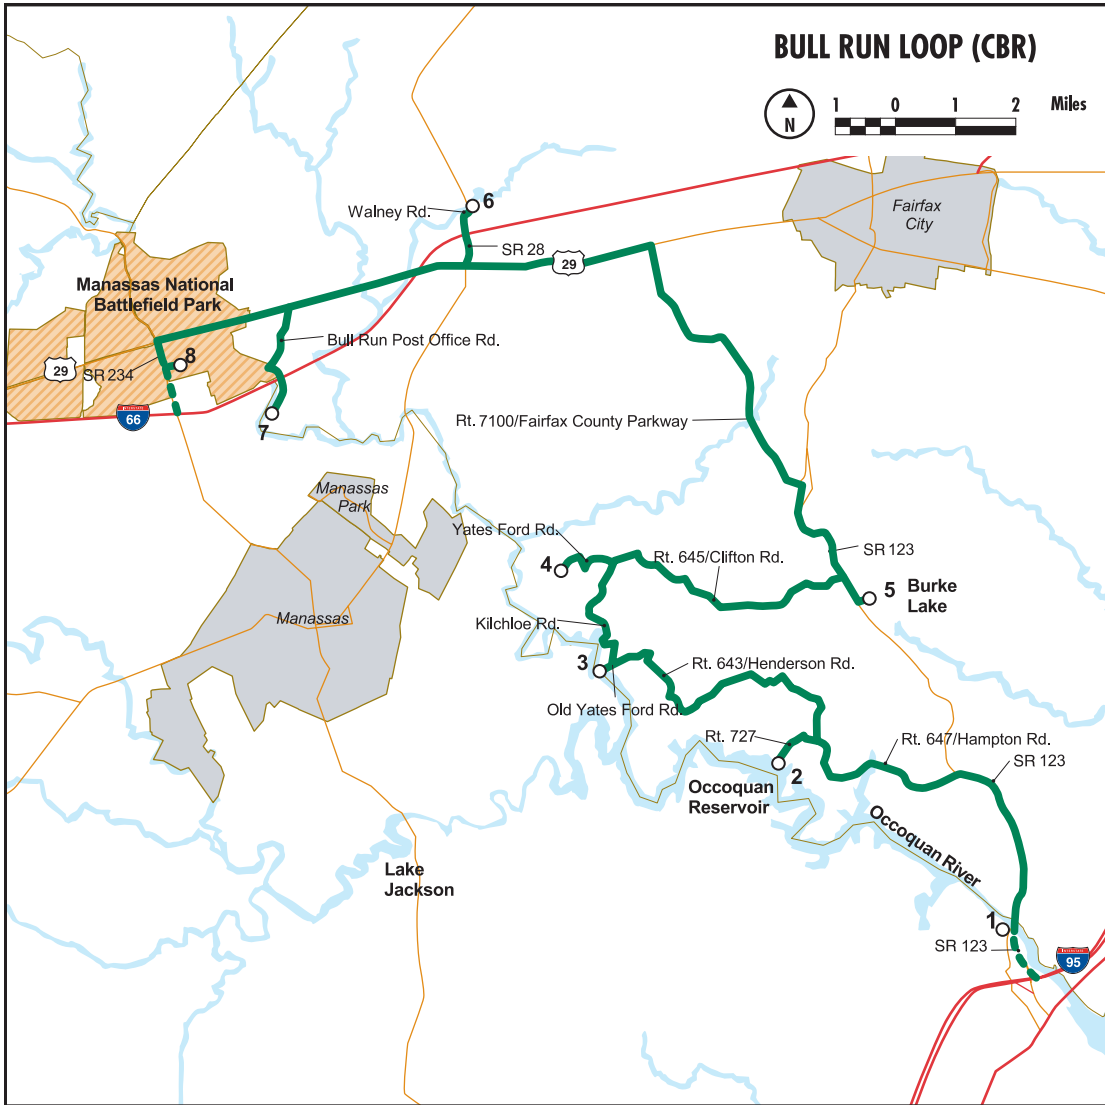 BULL RUN LOOP (CBR)
1 0 1 2 Miles
N
Fairfax
City
6
Walney Rd.
SR 28
29
Manassas National
Battlefield Park
Bull Run Post Office Rd.
8
29
SR 234
INTERSTATE
66
7
Rt. 7100/Fairfax County Parkway
Manassas
Park
Yates Ford Rd.
SR 123
Rt. 645/Clifton Rd.
4
5
Burke
Lake
Manassas
Kilchloe Rd.
3
Rt. 643/Henderson Rd.
Old Yates Ford Rd.
Rt. 727
Rt. 647/Hampton Rd.
SR 123
2
Occoquan
Reservoir
Occoquan River
Lake
Jackson
1
SR 123
INTERSTATE
95